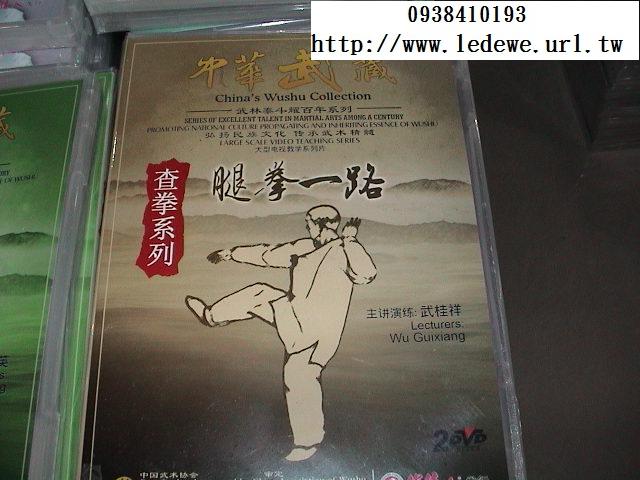 0938410193
http://www.ledewe.url.tw
中華武藏
China's Wushu Collection
武林泰斗耀百年系列
SERIES OF EXCELLENT TALENT IN MARTIAL ARTS AMONG A CENTURY
PROMOTING NATIONAL CULTURE PROPAGATING AND INHERITING ESSENCE OF WUSHU
弘扬民族文化 传承武术精髓
LARGE SCALE VIDEO TEACHING SERIES
大型电视教学系列片
腿拳一路
查拳系列
主讲演练: 武桂祥
Lecturers:
Wu Guixiang
2DVD
中国武术协会 审定